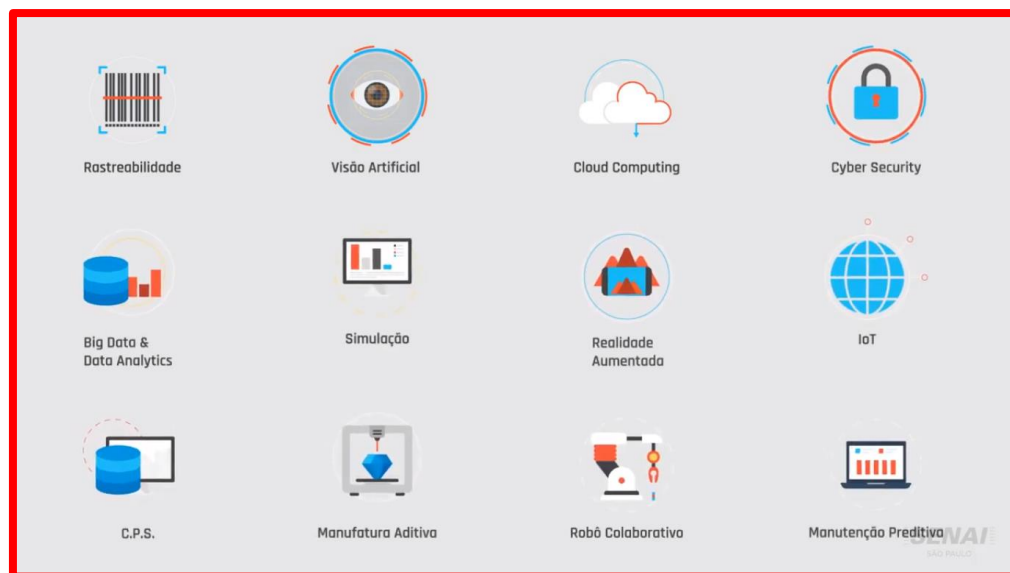 Rastreabilidade
Visão Artificial
Cloud Computing
Cyber Security
Big Data &
Data Analytics
Simulação
Realidade
Aumentada
IoT
C.P.S.
Manufatura Aditiva
Robô Colaborativo
Manutenção Preditiva
SENAI
SÃO PAULO